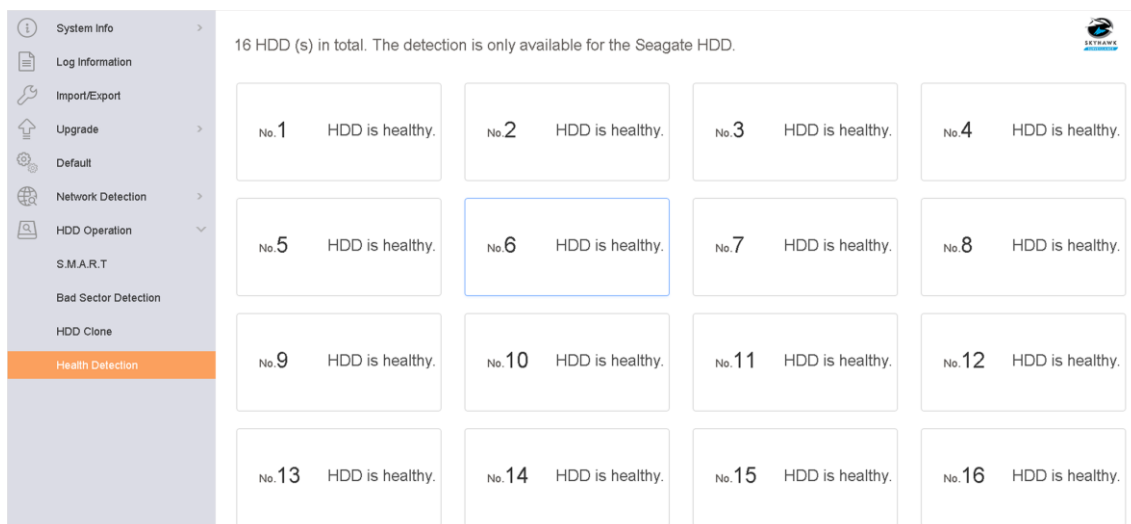 System Info
Log Information
Import/Export
Upgrade
Default
Network Detection
HDD Operation
S.M.A.R.T
Bad Sector Detection
HDD Clone
Health Detection
16 HDD (s) in total. The detection is only available for the Seagate HDD.
SKYHAWK
No.1 HDD is healthy.
No.2 HDD is healthy.
No.3 HDD is healthy.
No.4 HDD is healthy.
No.5 HDD is healthy.
No.6 HDD is healthy.
No.7 HDD is healthy.
No.8 HDD is healthy.
No.9 HDD is healthy.
No.10 HDD is healthy.
No.11 HDD is healthy.
No.12 HDD is healthy.
No.13 HDD is healthy.
No.14 HDD is healthy.
No.15 HDD is healthy.
No.16 HDD is healthy.